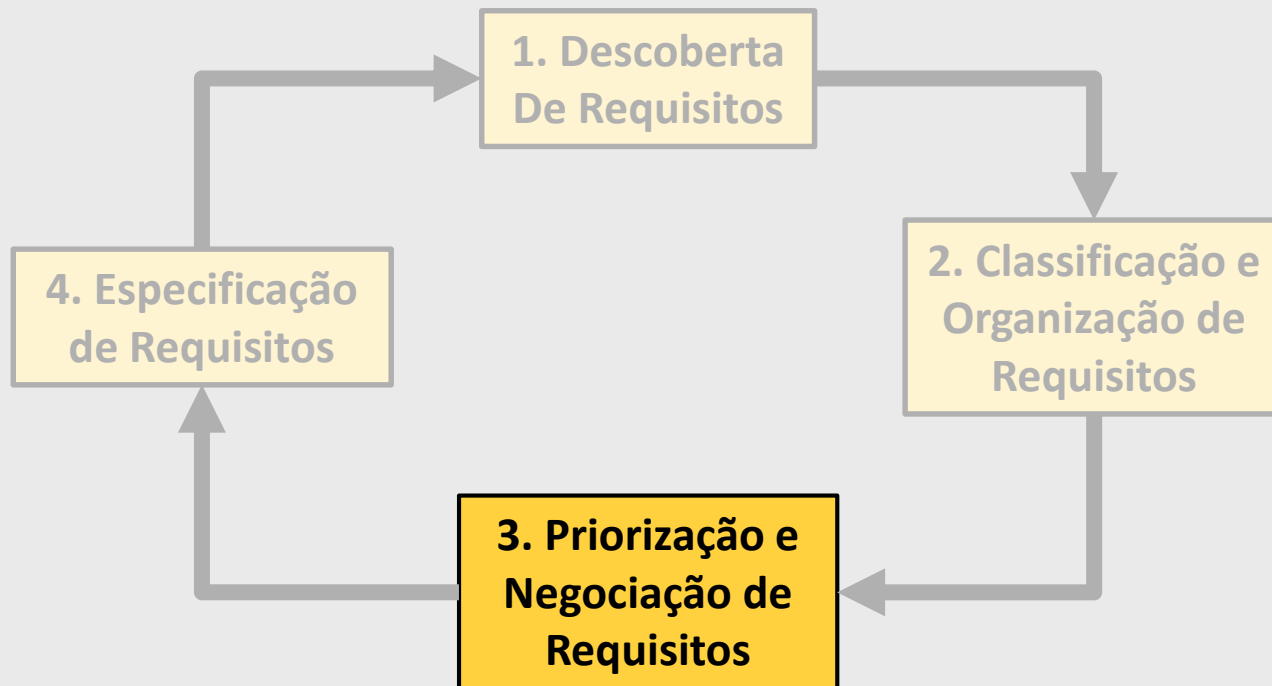 1. Descoberta
De Requisitos
2. Classificação e
Organização de
Requisitos
3. Priorização e
Negociação de
Requisitos
4. Especificação
de Requisitos